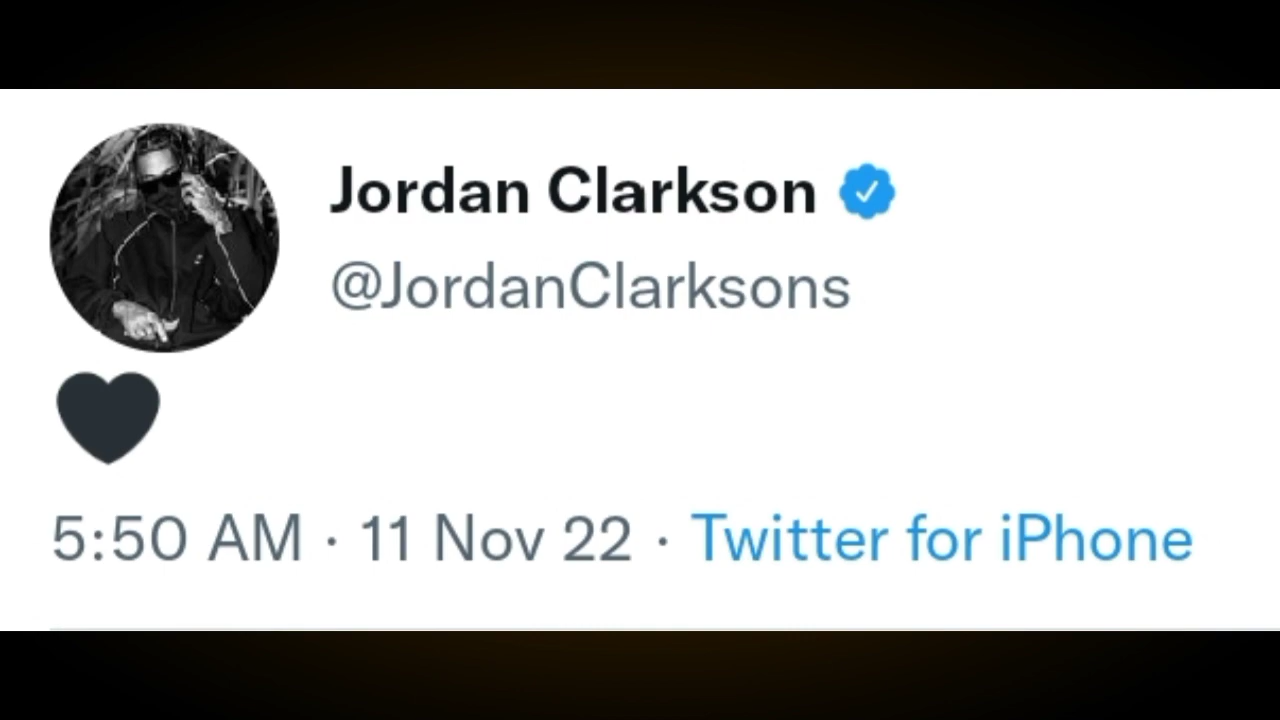 Jordan Clarkson
@JordanClarksons
🖤
5:50 AM · 11 Nov 22 · Twitter for iPhone